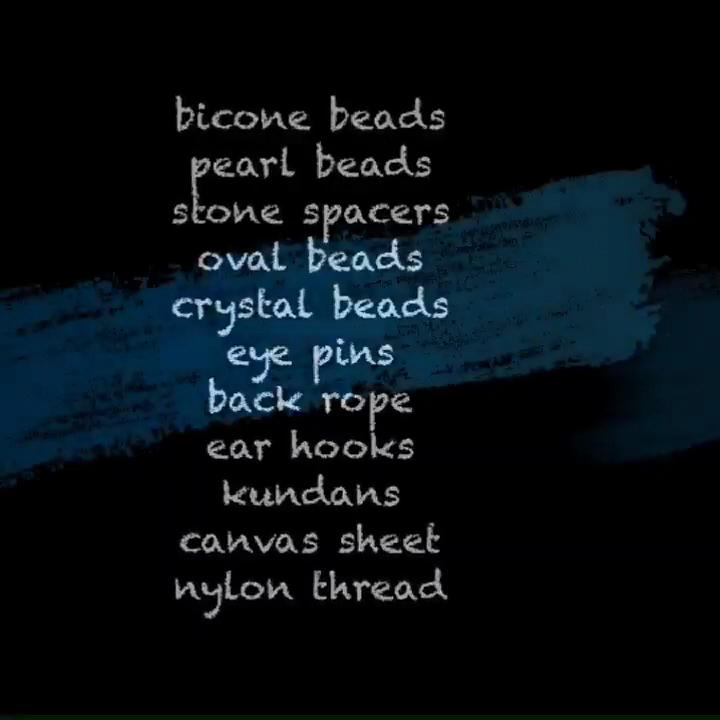 bicone beads
pearl beads
stone spacers
oval beads
crystal beads
eye pins
back rope
ear hooks
kundans
canvas sheet
nylon thread